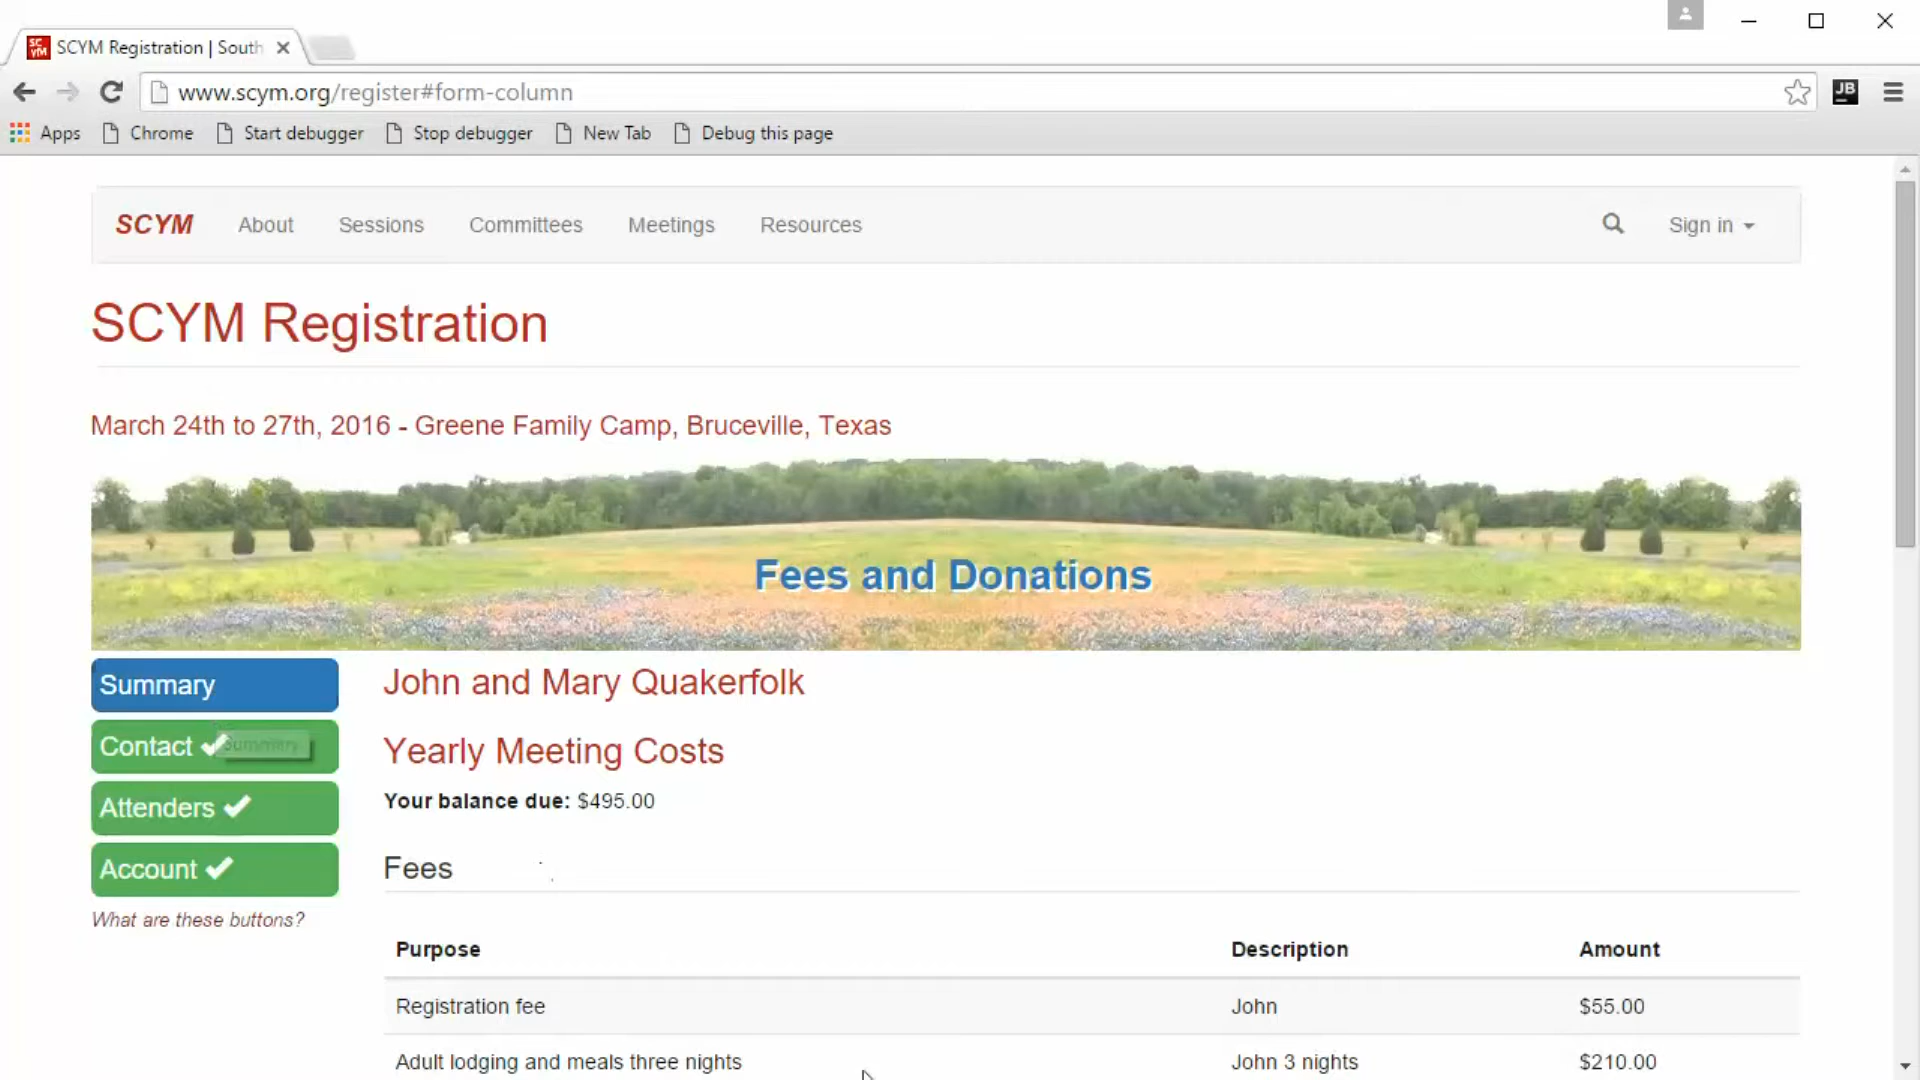 SCYM Registration | South
www.scym.org/register#form-column
JB
Apps Chrome Start debugger Stop debugger New Tab Debug this page
SCYM About Sessions Committees Meetings Resources Sign in
SCYM Registration
March 24th to 27th, 2016 - Greene Family Camp, Bruceville, Texas
Fees and Donations
Summary
Contact
Summary
Attenders
Account
What are these buttons?
John and Mary Quakerfolk
Yearly Meeting Costs
Your balance due: $495.00
Fees
Purpose Description Amount
Registration fee John $55.00
Adult lodging and meals three nights John 3 nights $210.00